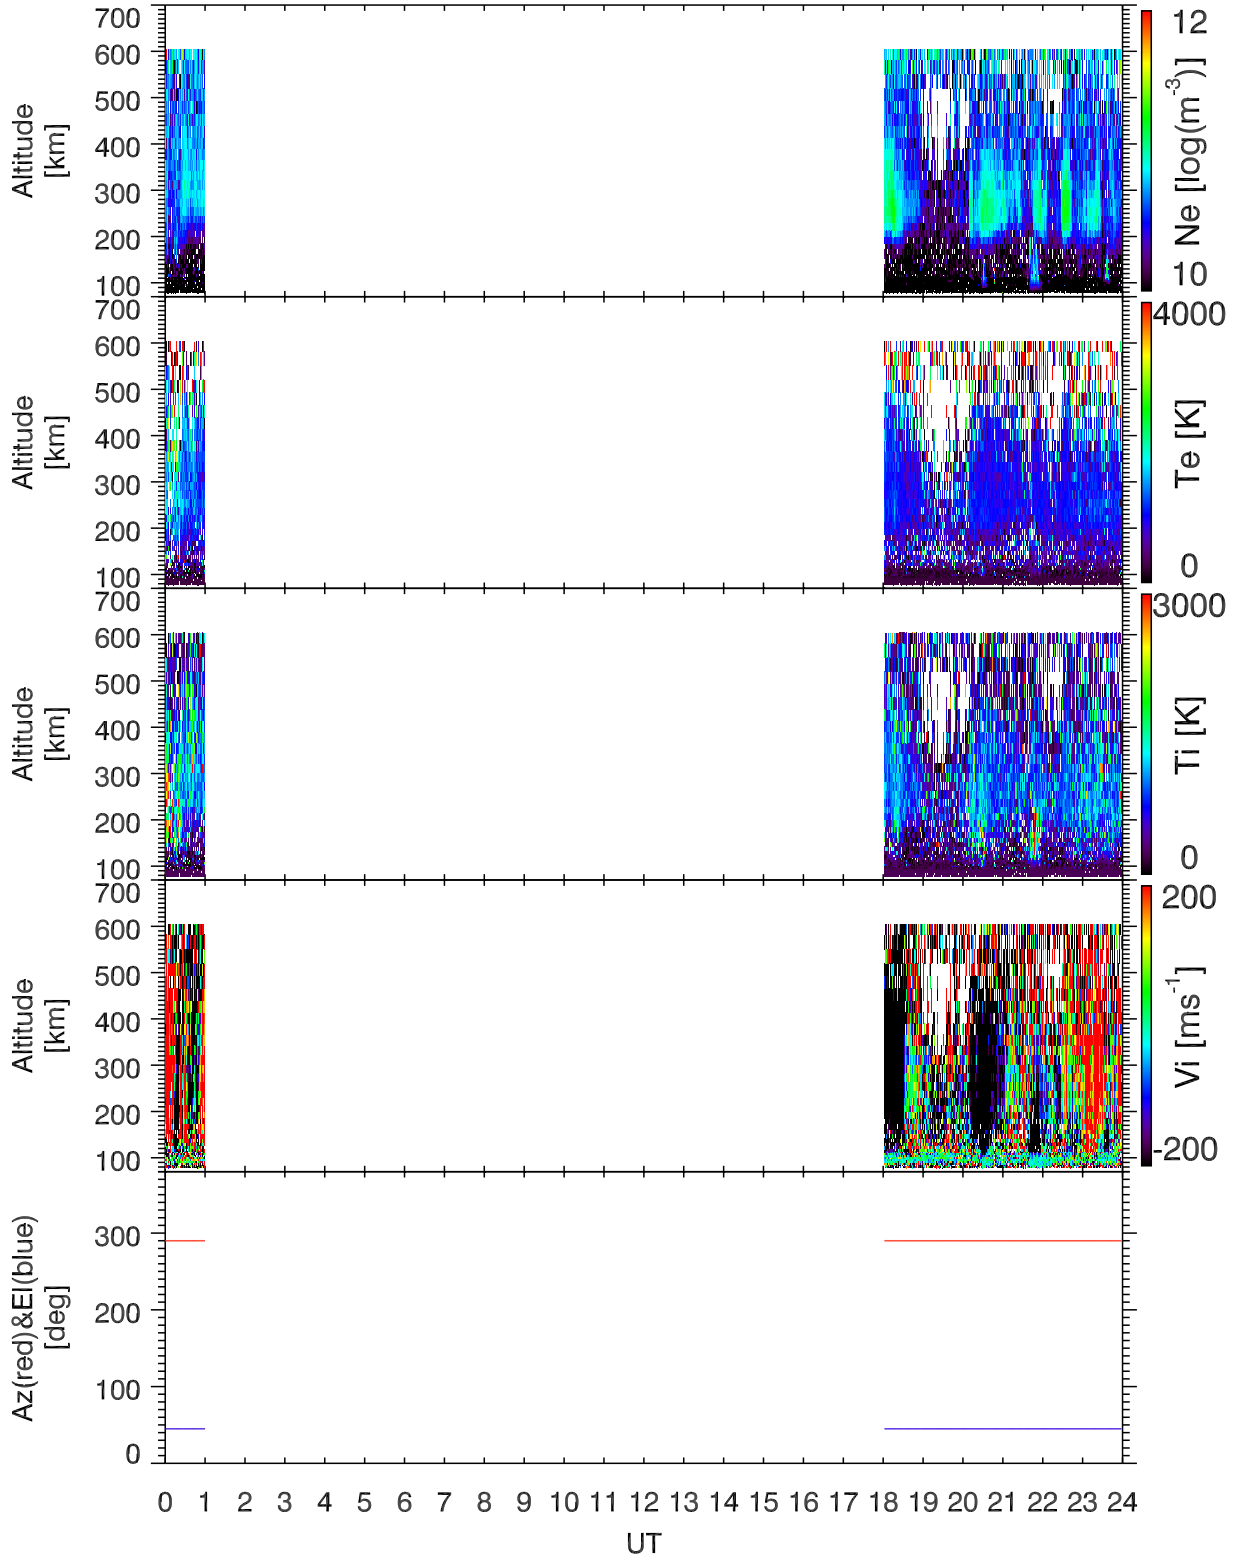 700
600
500
400
300
200
100
Altitude
[km]
12
10
Ne [log(m⁻³)]
700
600
500
400
300
200
100
Altitude
[km]
4000
0
Te [K]
700
600
500
400
300
200
100
Altitude
[km]
3000
0
Ti [K]
700
600
500
400
300
200
100
Altitude
[km]
200
-200
Vi [ms⁻¹]
300
200
100
0
Az(red)&El(blue)
[deg]
0 1 2 3 4 5 6 7 8 9 10 11 12 13 14 15 16 17 18 19 20 21 22 23 24
UT